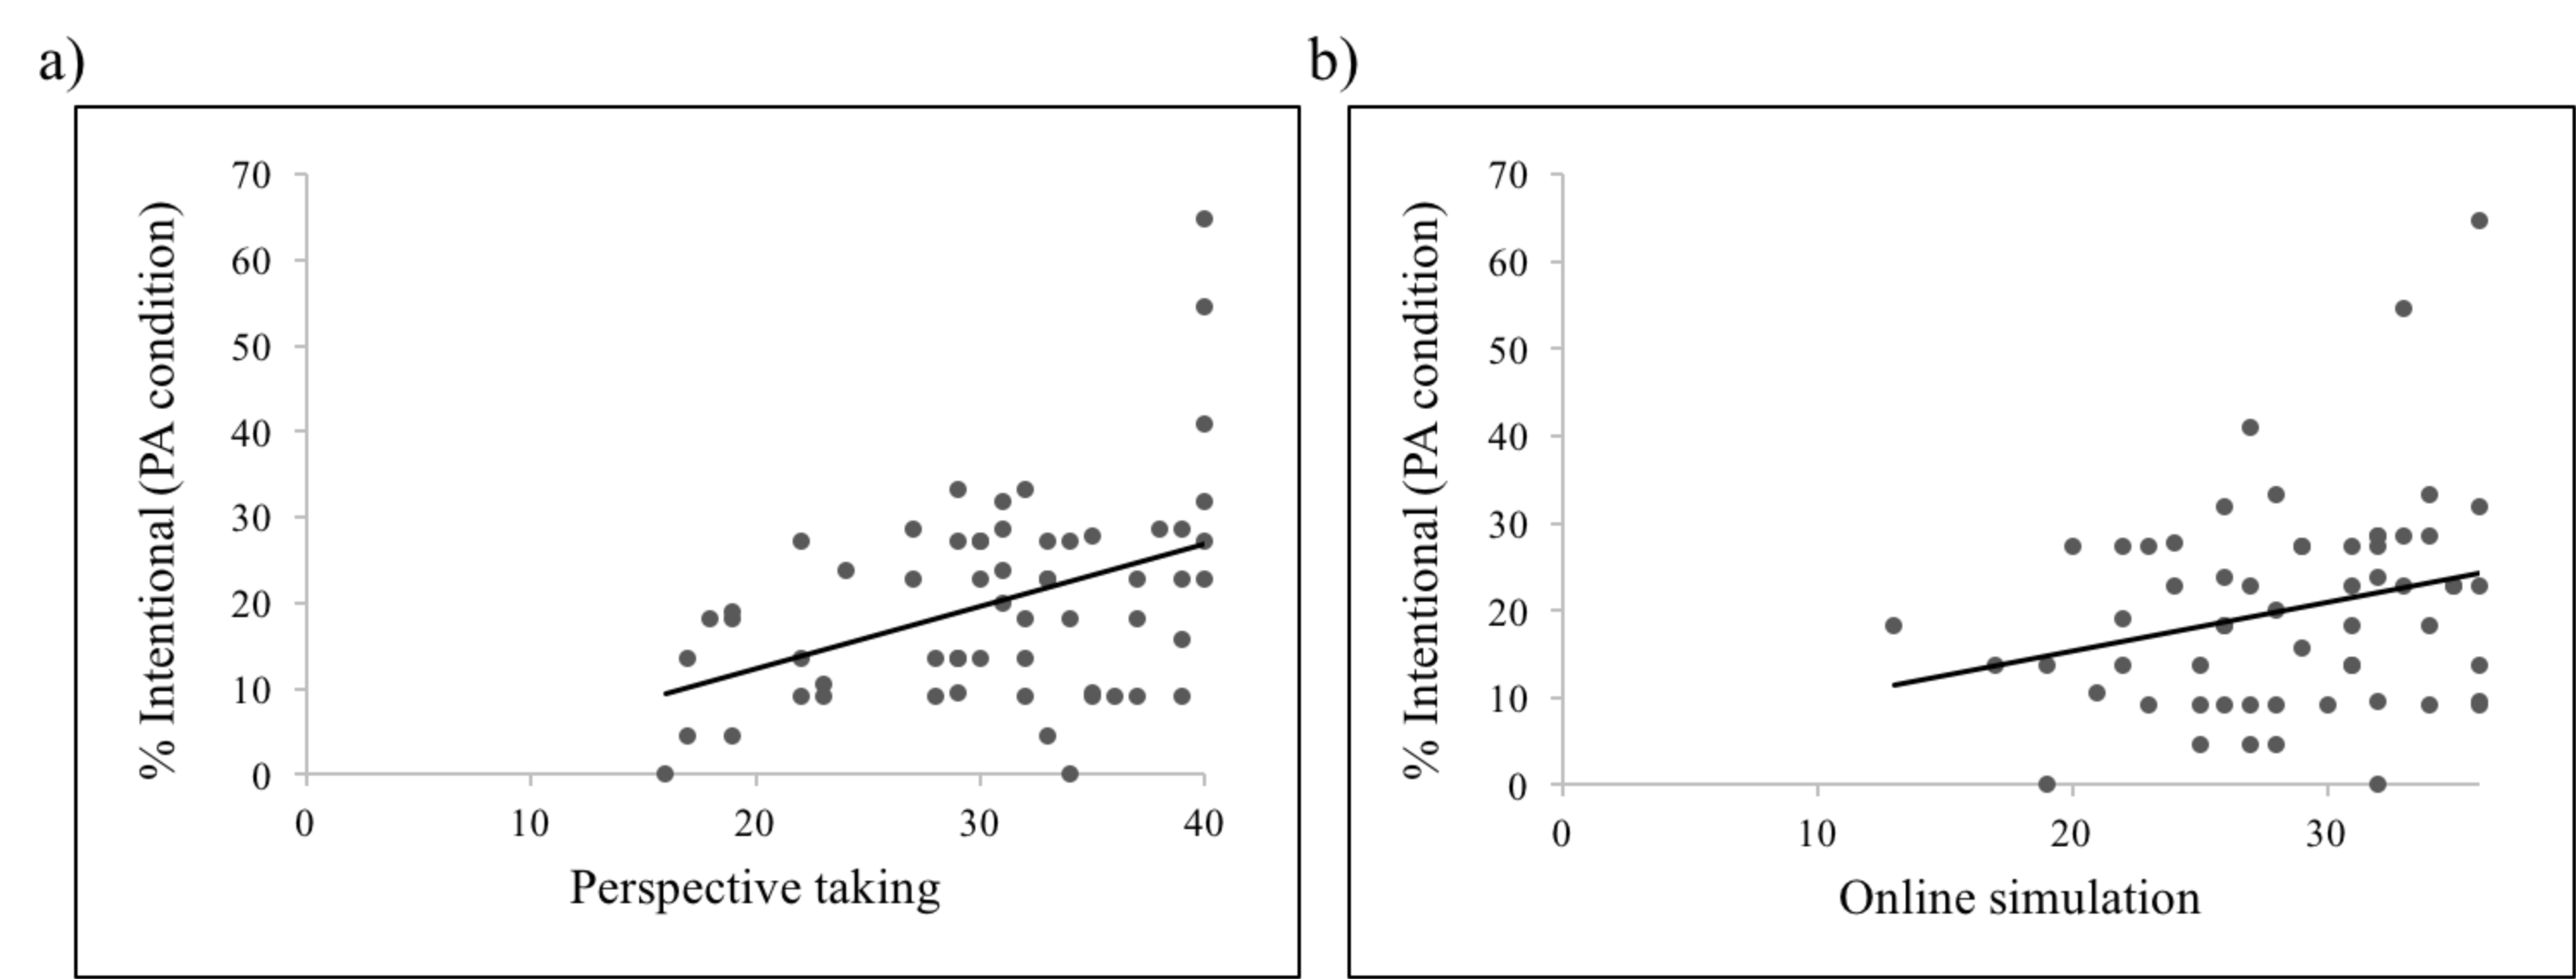 a)
70
60
50
40
30
20
10
0
% Intentional (PA condition)
0 10 20 30 40
Perspective taking
b)
70
60
50
40
30
20
10
0
% Intentional (PA condition)
0 10 20 30
Online simulation